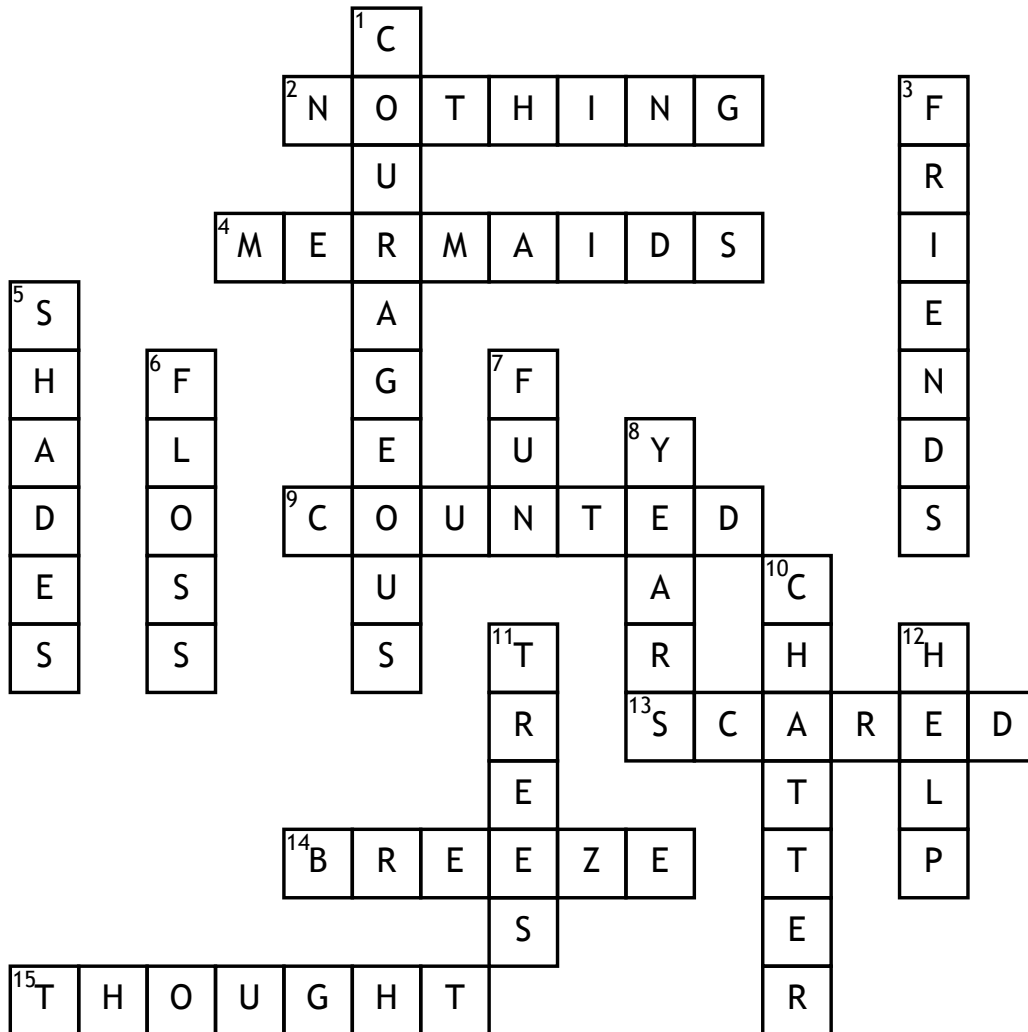 1 C
2 N O T H I N G 3 F
U R
4 M E R M A I D S I
5 S A E
H 6 F G 7 F N
A L E U 8 Y D
D O 9 C O U N T E D S
E S U A 10 C
S S S 11 T R H 12 H
R 13 S C A R E D
E T L
14 B R E E Z E T P
S E
15 T H O U G H T R